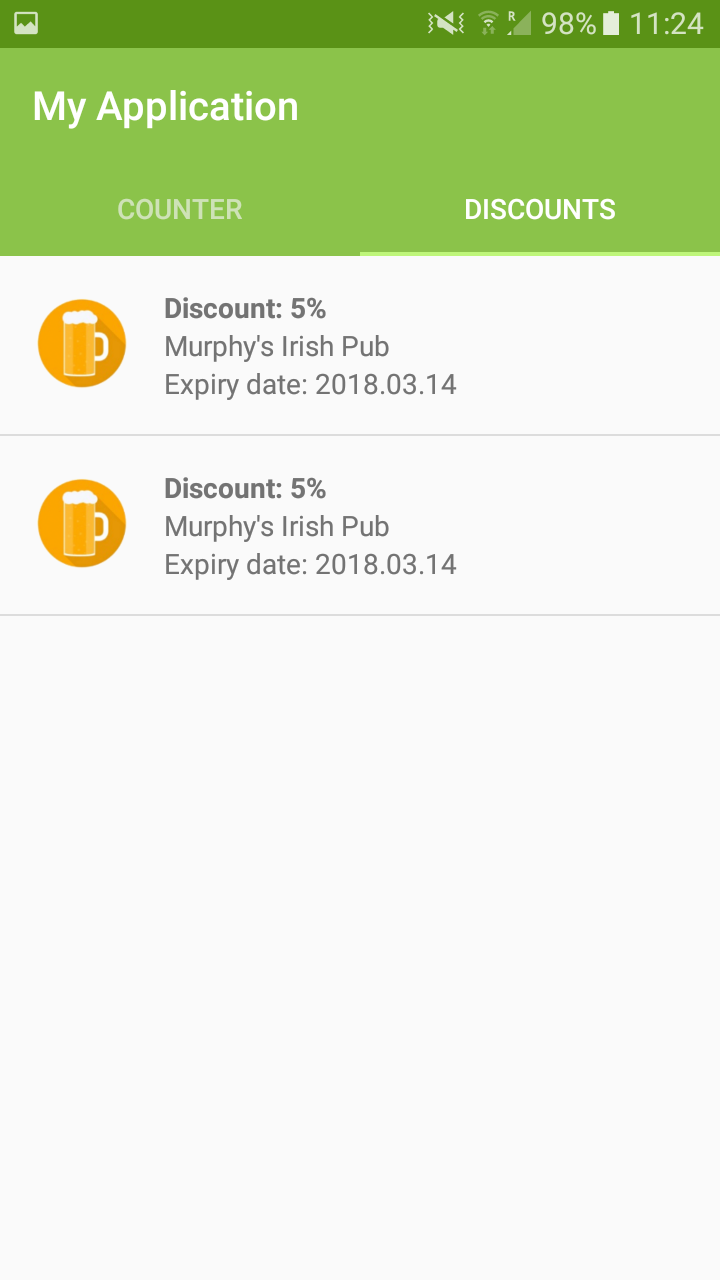 R 98% 11:24
My Application
COUNTER DISCOUNTS
Discount: 5%
Murphy's Irish Pub
Expiry date: 2018.03.14
Discount: 5%
Murphy's Irish Pub
Expiry date: 2018.03.14